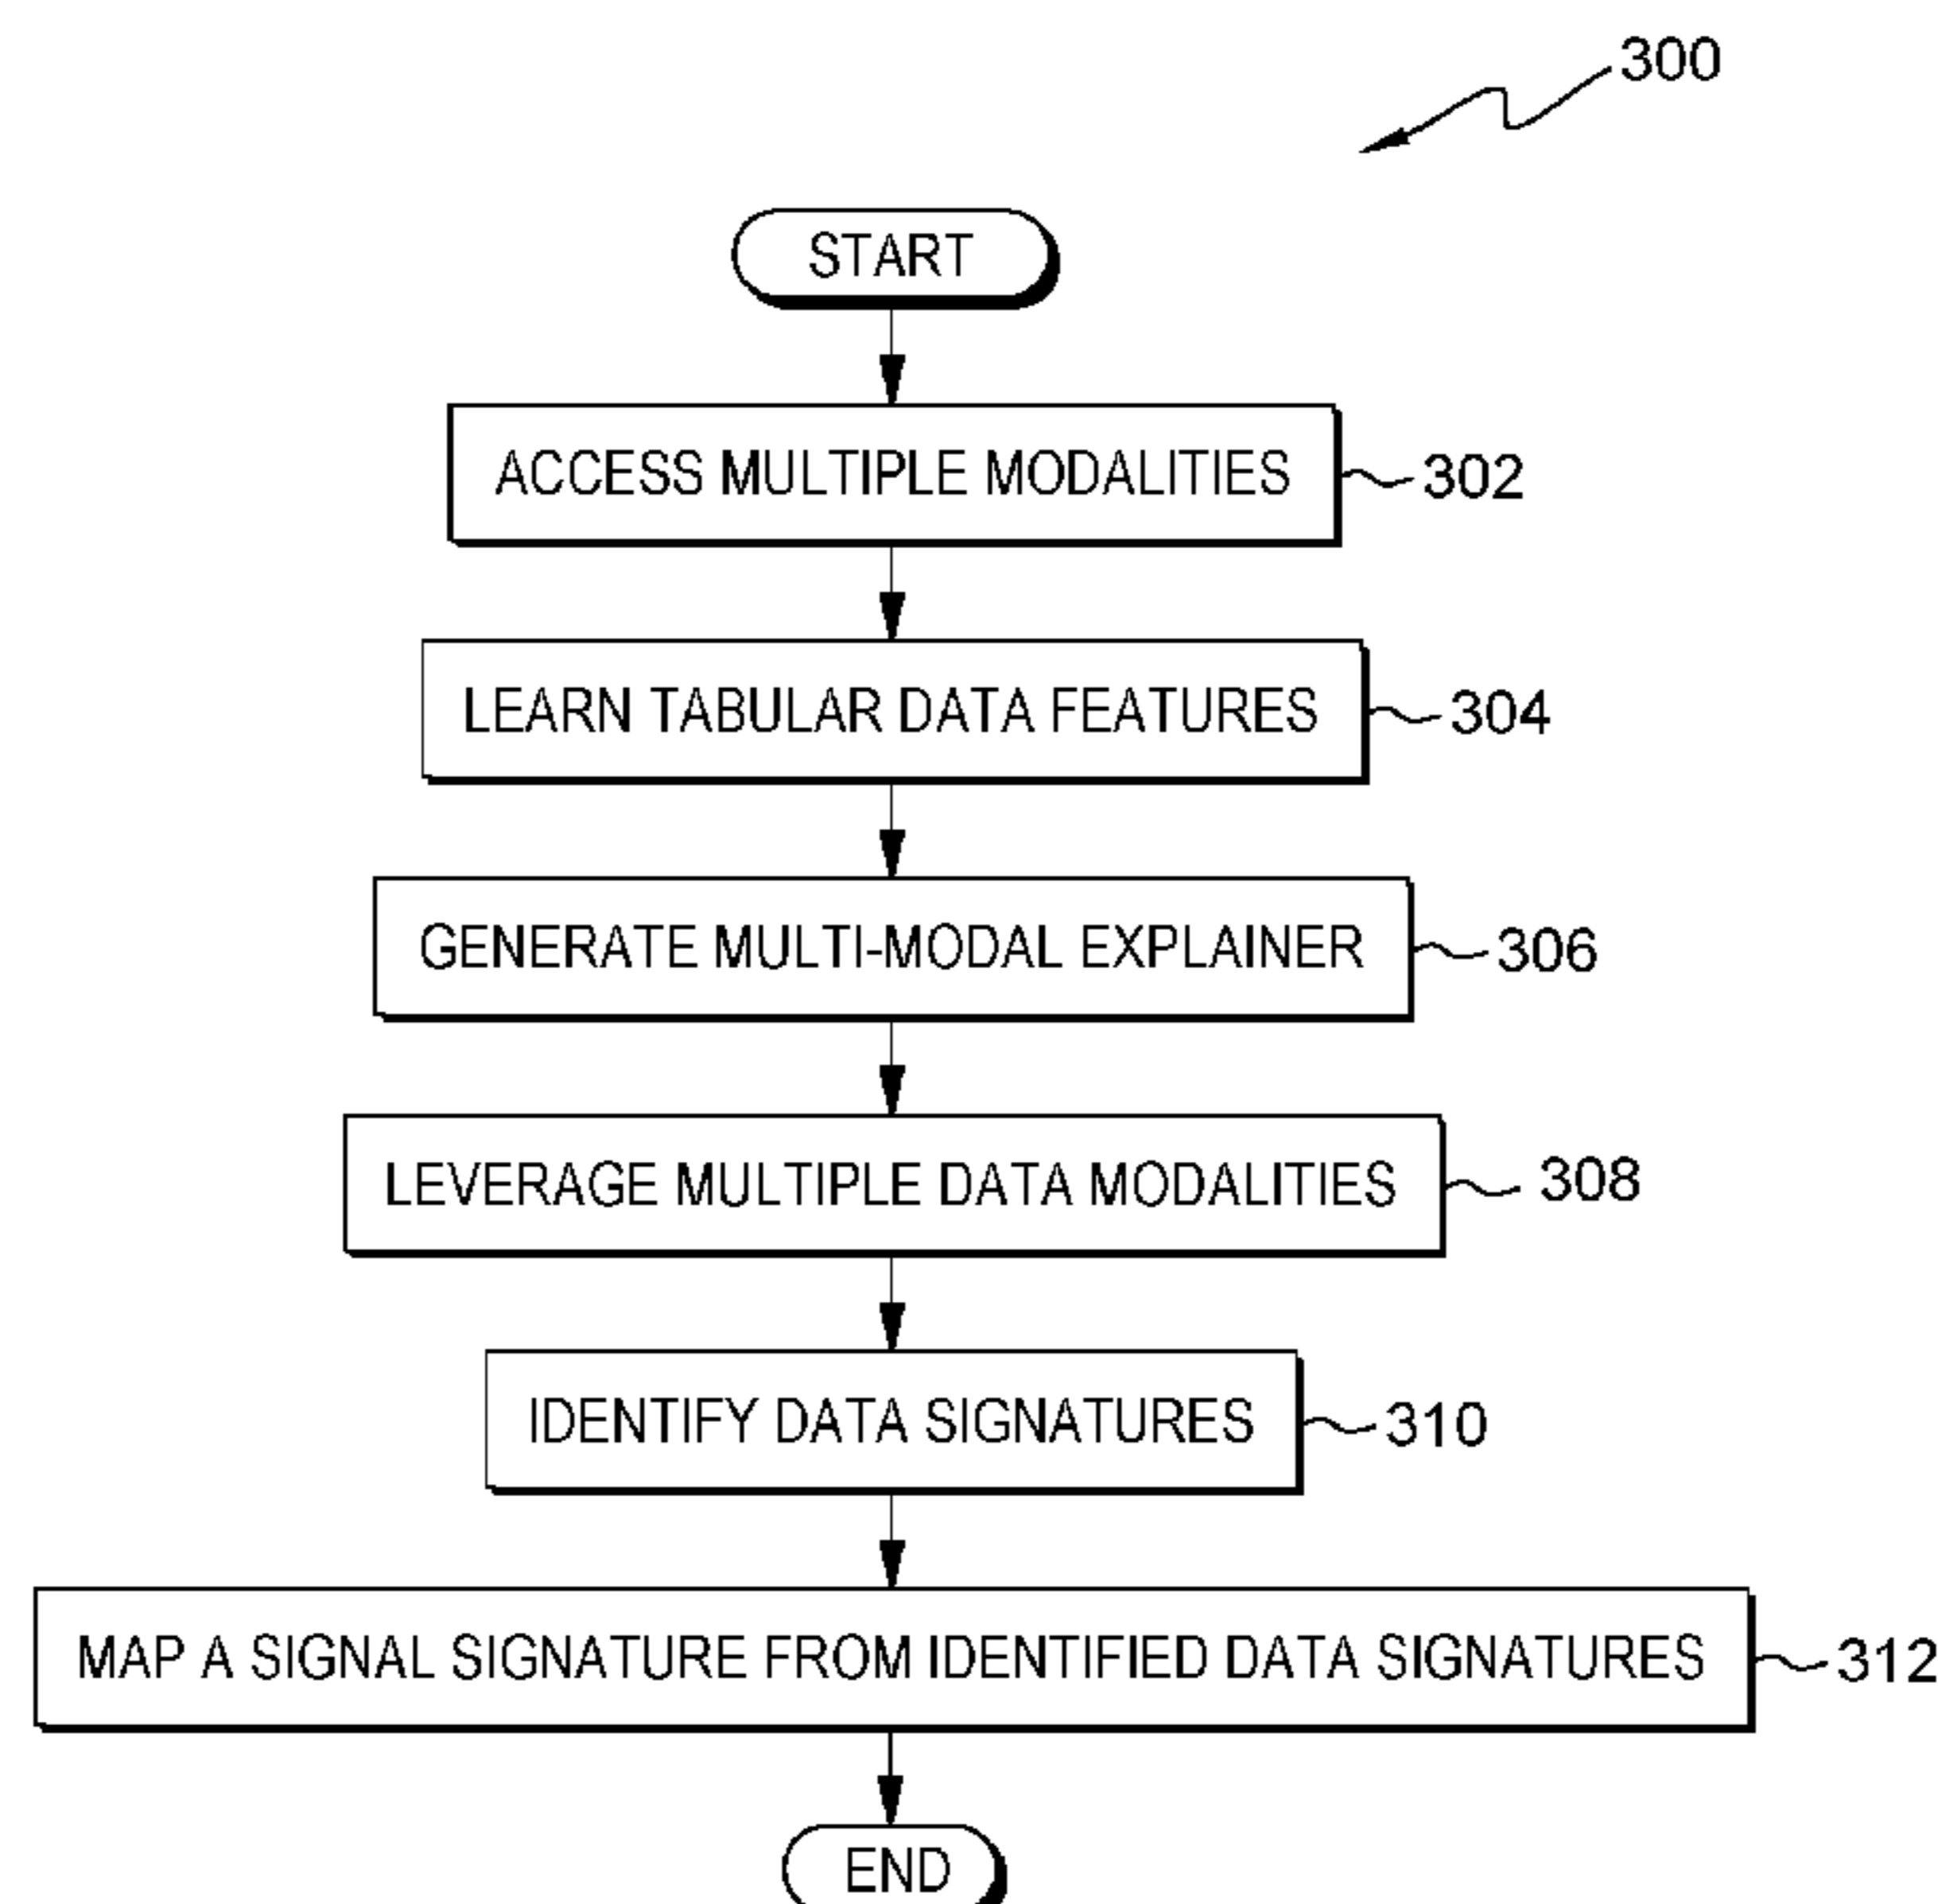 300
START
ACCESS MULTIPLE MODALITIES 302
LEARN TABULAR DATA FEATURES 304
GENERATE MULTI-MODAL EXPLAINER 306
LEVERAGE MULTIPLE DATA MODALITIES 308
IDENTIFY DATA SIGNATURES 310
MAP A SIGNAL SIGNATURE FROM IDENTIFIED DATA SIGNATURES 312
END